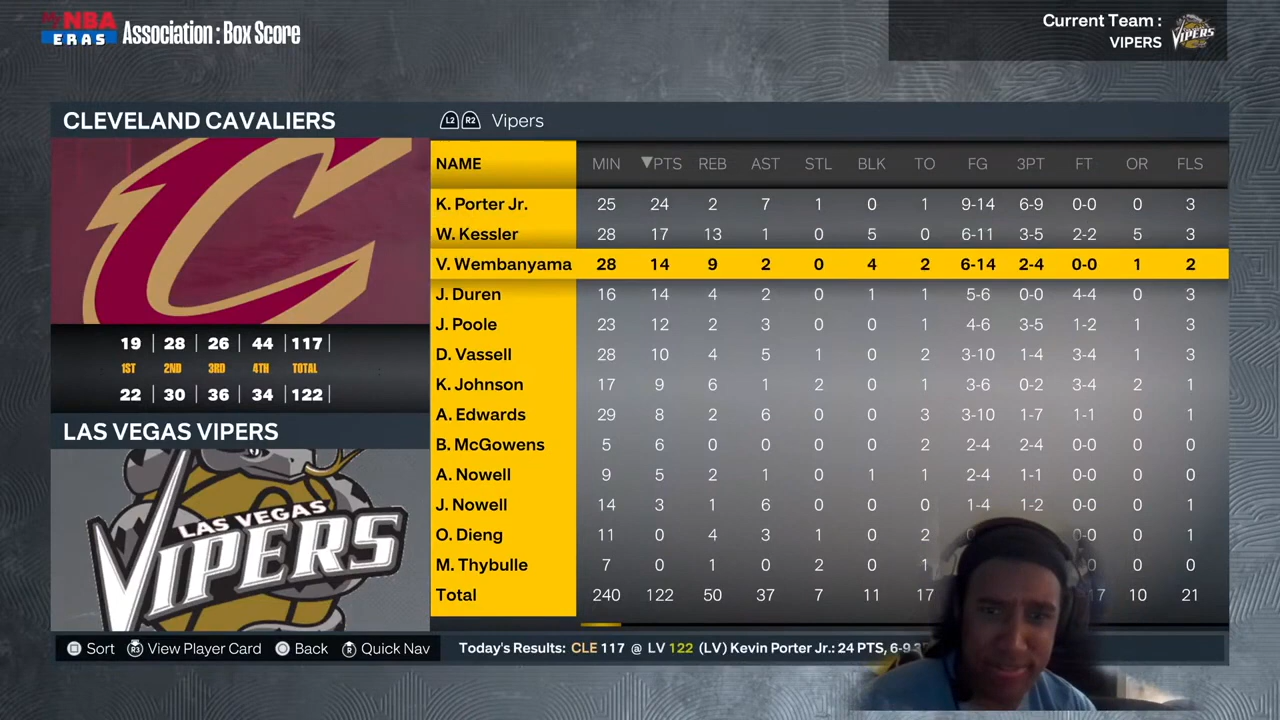 MyNBA ERAS Association : Box Score
Current Team :
VIPERS
VIPERS
CLEVELAND CAVALIERS
19 28 26 44 117
1ST 2ND 3RD 4TH TOTAL
22 30 36 34 122
LAS VEGAS VIPERS
LAS VEGAS
VIPERS
L2 R2 Vipers
NAME MIN ▼PTS REB AST STL BLK TO FG 3PT FT OR FLS
K. Porter Jr. 25 24 2 7 1 0 1 9-14 6-9 0-0 0 3
W. Kessler 28 17 13 1 0 5 0 6-11 3-5 2-2 5 3
V. Wembanyama 28 14 9 2 0 4 2 6-14 2-4 0-0 1 2
J. Duren 16 14 4 2 0 1 1 5-6 0-0 4-4 0 3
J. Poole 23 12 2 3 0 0 1 4-6 3-5 1-2 1 3
D. Vassell 28 10 4 5 1 0 2 3-10 1-4 3-4 1 3
K. Johnson 17 9 6 1 2 0 1 3-6 0-2 3-4 2 1
A. Edwards 29 8 2 6 0 0 3 3-10 1-7 1-1 0 1
B. McGowens 5 6 0 0 0 0 2 2-4 2-4 0-0 0 0
A. Nowell 9 5 2 1 0 1 1 2-4 1-1 0-0 0 0
J. Nowell 14 3 1 6 0 0 0 1-4 1-2 0-0 0 1
O. Dieng 11 0 4 3 1 0 2 0-0 0 1
M. Thybulle 7 0 1 0 2 0 1 0 0
Total 240 122 50 37 7 11 17 10 21
Sort R3 View Player Card Back R Quick Nav
Today's Results: CLE 117 @ LV 122 (LV) Kevin Porter Jr.: 24 PTS, 6-9